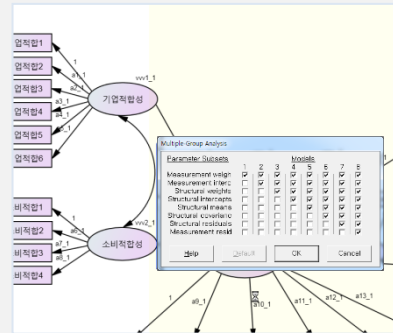 업적합1
업적합2
업적합3
업적합4
업적합5
업적합6
1
a1_1
a2_1
a3_1
a4_1
a5_1
vvv1_1
기업적합성
비적합1
비적합2
비적합3
비적합4
1
a6_1
a7_1
a8_1
vvv2_1
소비적합성
Multiple-Group Analysis
Parameter Subsets Models
1 2 3 4 5 6 7 8
Measurement weigh
Measurement interc
Structural weights
Structural intercepts
Structural means
Structural covarianc
Structural residuals
Measurement resid
Help Default OK Cancel
1
a9_1
a10_1
a11_1
a12_1
a13_1
1